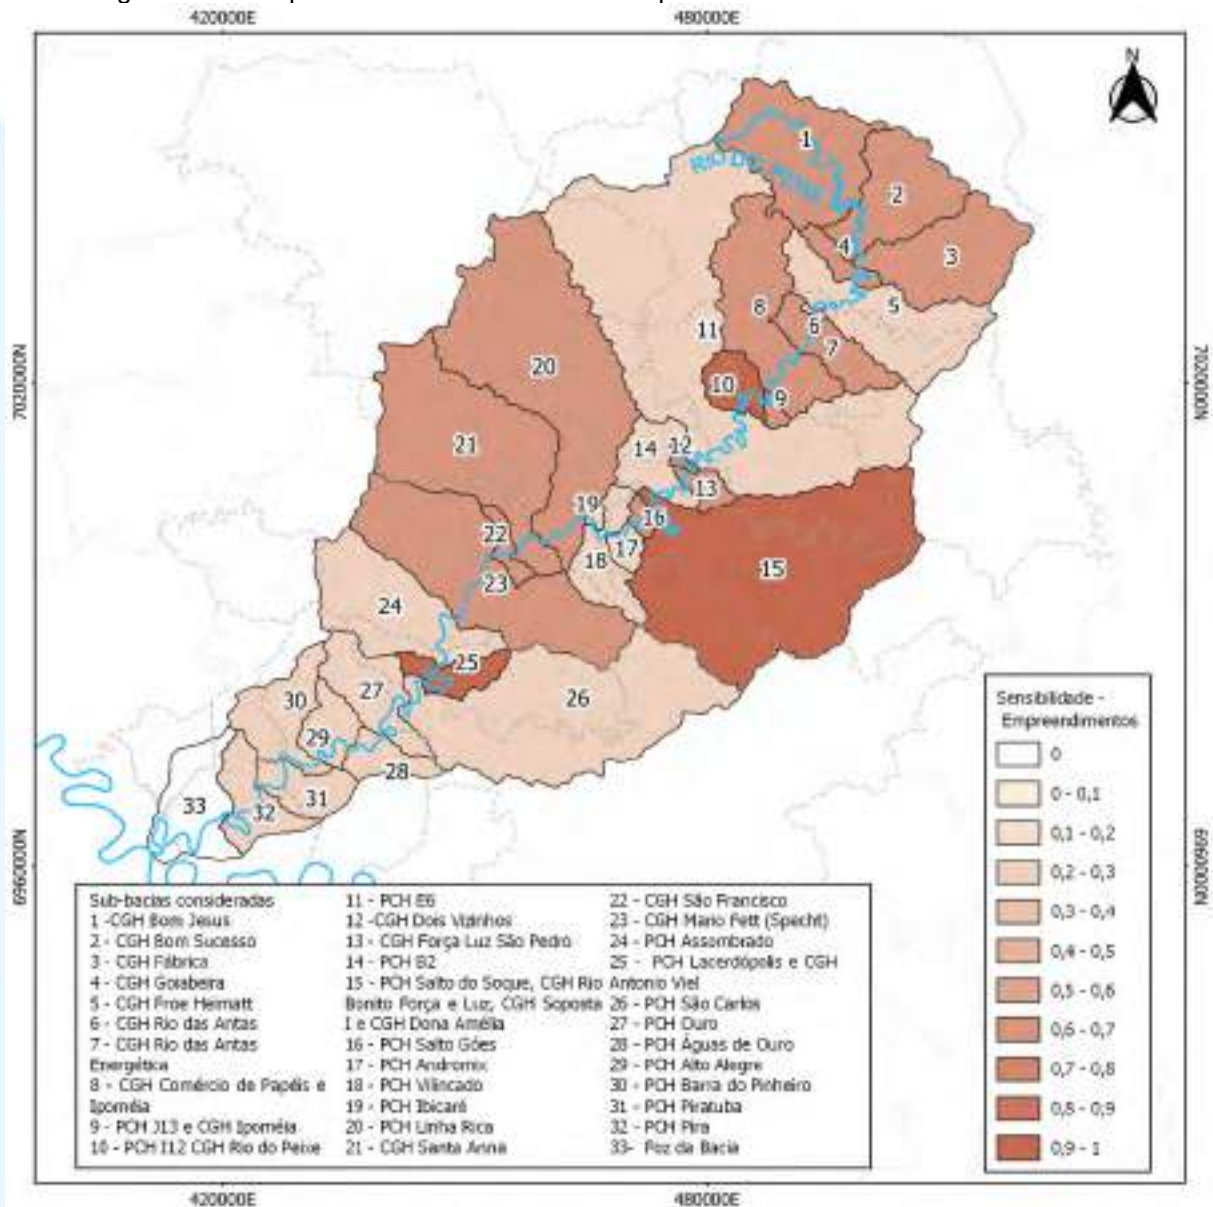 420000E
480000E
N
RIO DO PEIXE
1
2
3
4
5
6
7
8
9
10
11
12
13
14
15
16
17
18
19
20
21
22
23
24
25
26
27
28
29
30
31
32
33
7020000N
7020000N
6960000N
6960000N
Sensibilidade -
Empreendimentos
0
0 - 0,1
0,1 - 0,2
0,2 - 0,3
0,3 - 0,4
0,4 - 0,5
0,5 - 0,6
0,6 - 0,7
0,7 - 0,8
0,8 - 0,9
0,9 - 1
Sub-bacias consideradas
1 -CGH Bom Jesus
2 - CGH Bom Sucesso
3 - CGH Fábrica
4 - CGH Goiabeira
5 - CGH Froe Heimatt
6 - CGH Rio das Antas
7 - CGH Rio das Antas
Energética
8 - CGH Comércio de Papéis e
Ipoméia
9 - PCH J13 e CGH Ipoméia
10 - PCH I12 CGH Rio do Peixe
11 - PCH E6
12 -CGH Dois Vizinhos
13 - CGH Força Luz São Pedro
14 - PCH B2
15 - PCH Salto do Soque, CGH Rio
Bonito Força e Luz, CGH Soposta
I e CGH Dona Amélia
16 - PCH Salto Góes
17 - PCH Andromix
18 - PCH Vilincado
19 - PCH Ibicaré
20 - PCH Linha Rica
21 - CGH Santa Anna
22 - CGH São Francisco
23 - CGH Mario Fett (Specht)
24 - PCH Assombrado
25 - PCH Lacerdópolis e CGH
Antonio Viel
26 - PCH São Carlos
27 - PCH Ouro
28 - PCH Águas de Ouro
29 - PCH Alto Alegre
30 - PCH Barra do Pinheiro
31 - PCH Piratuba
32 - PCH Pira
33- Foz da Bacia
420000E
480000E